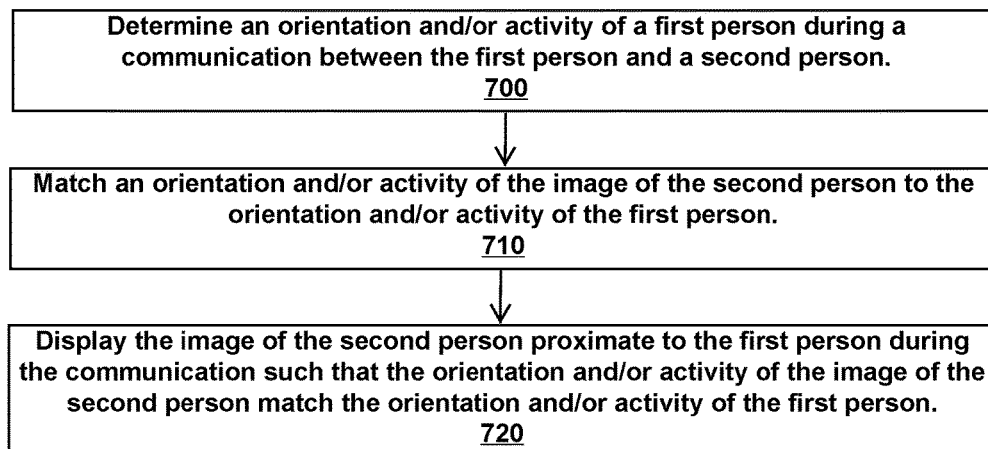 Determine an orientation and/or activity of a first person during a
communication between the first person and a second person.
700
Match an orientation and/or activity of the image of the second person to the
orientation and/or activity of the first person.
710
Display the image of the second person proximate to the first person during
the communication such that the orientation and/or activity of the image of the
second person match the orientation and/or activity of the first person.
720